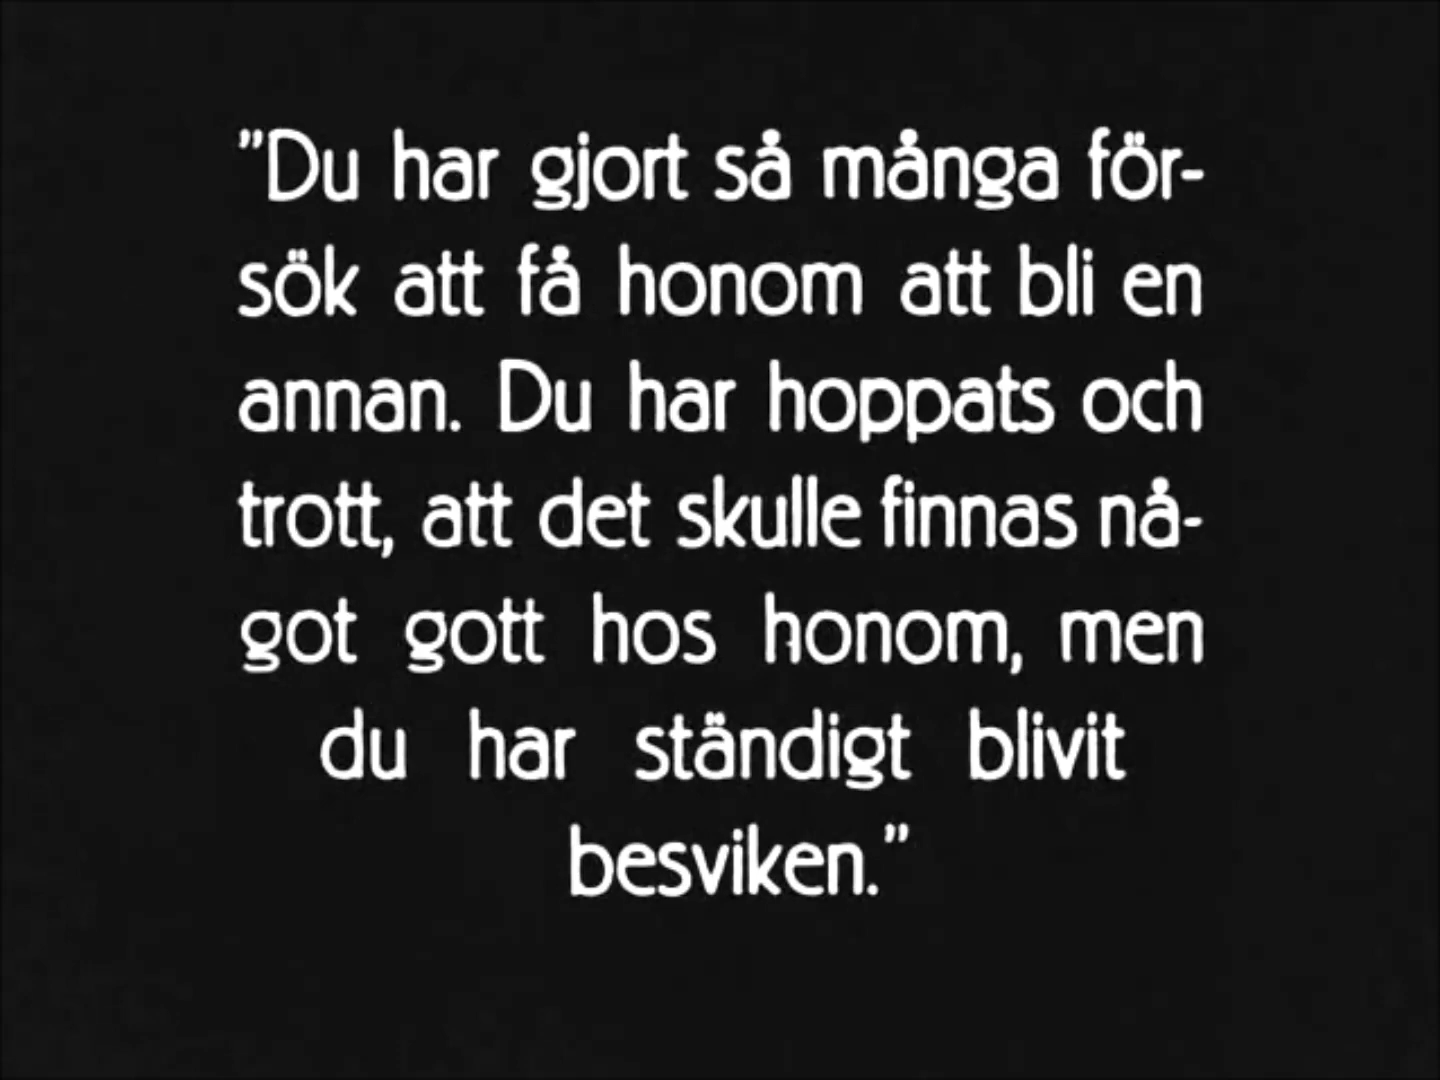 ”Du har gjort så många för-
sök att få honom att bli en
annan. Du har hoppats och
trott, att det skulle finnas nå-
got gott hos honom, men
du har ständigt blivit
besviken.”